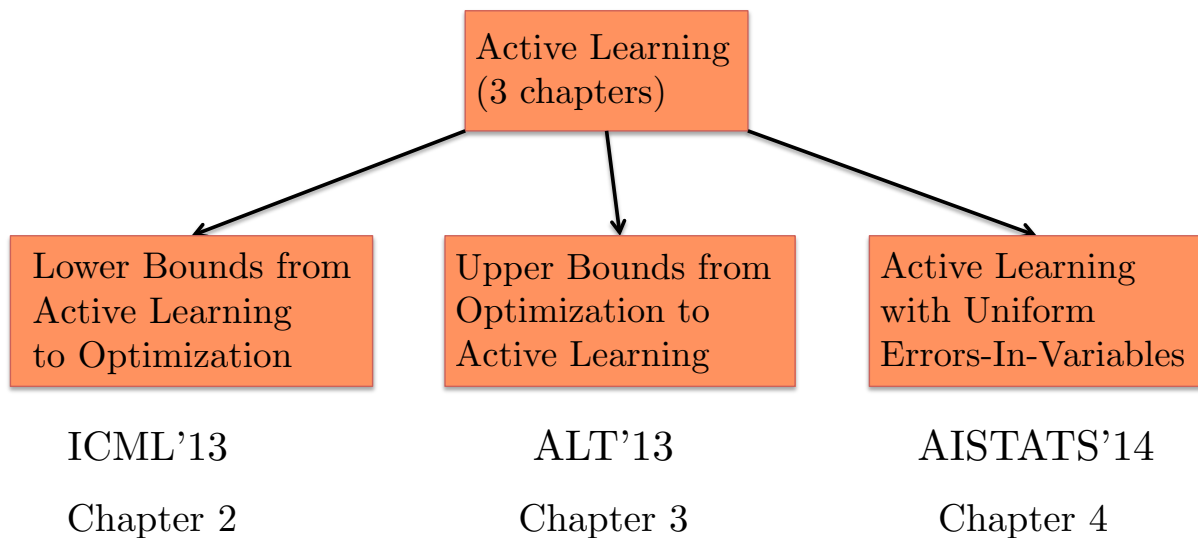 Active Learning
(3 chapters)
Lower Bounds from
Active Learning
to Optimization
Upper Bounds from
Optimization to
Active Learning
Active Learning
with Uniform
Errors-In-Variables
ICML’13
ALT’13
AISTATS’14
Chapter 2
Chapter 3
Chapter 4